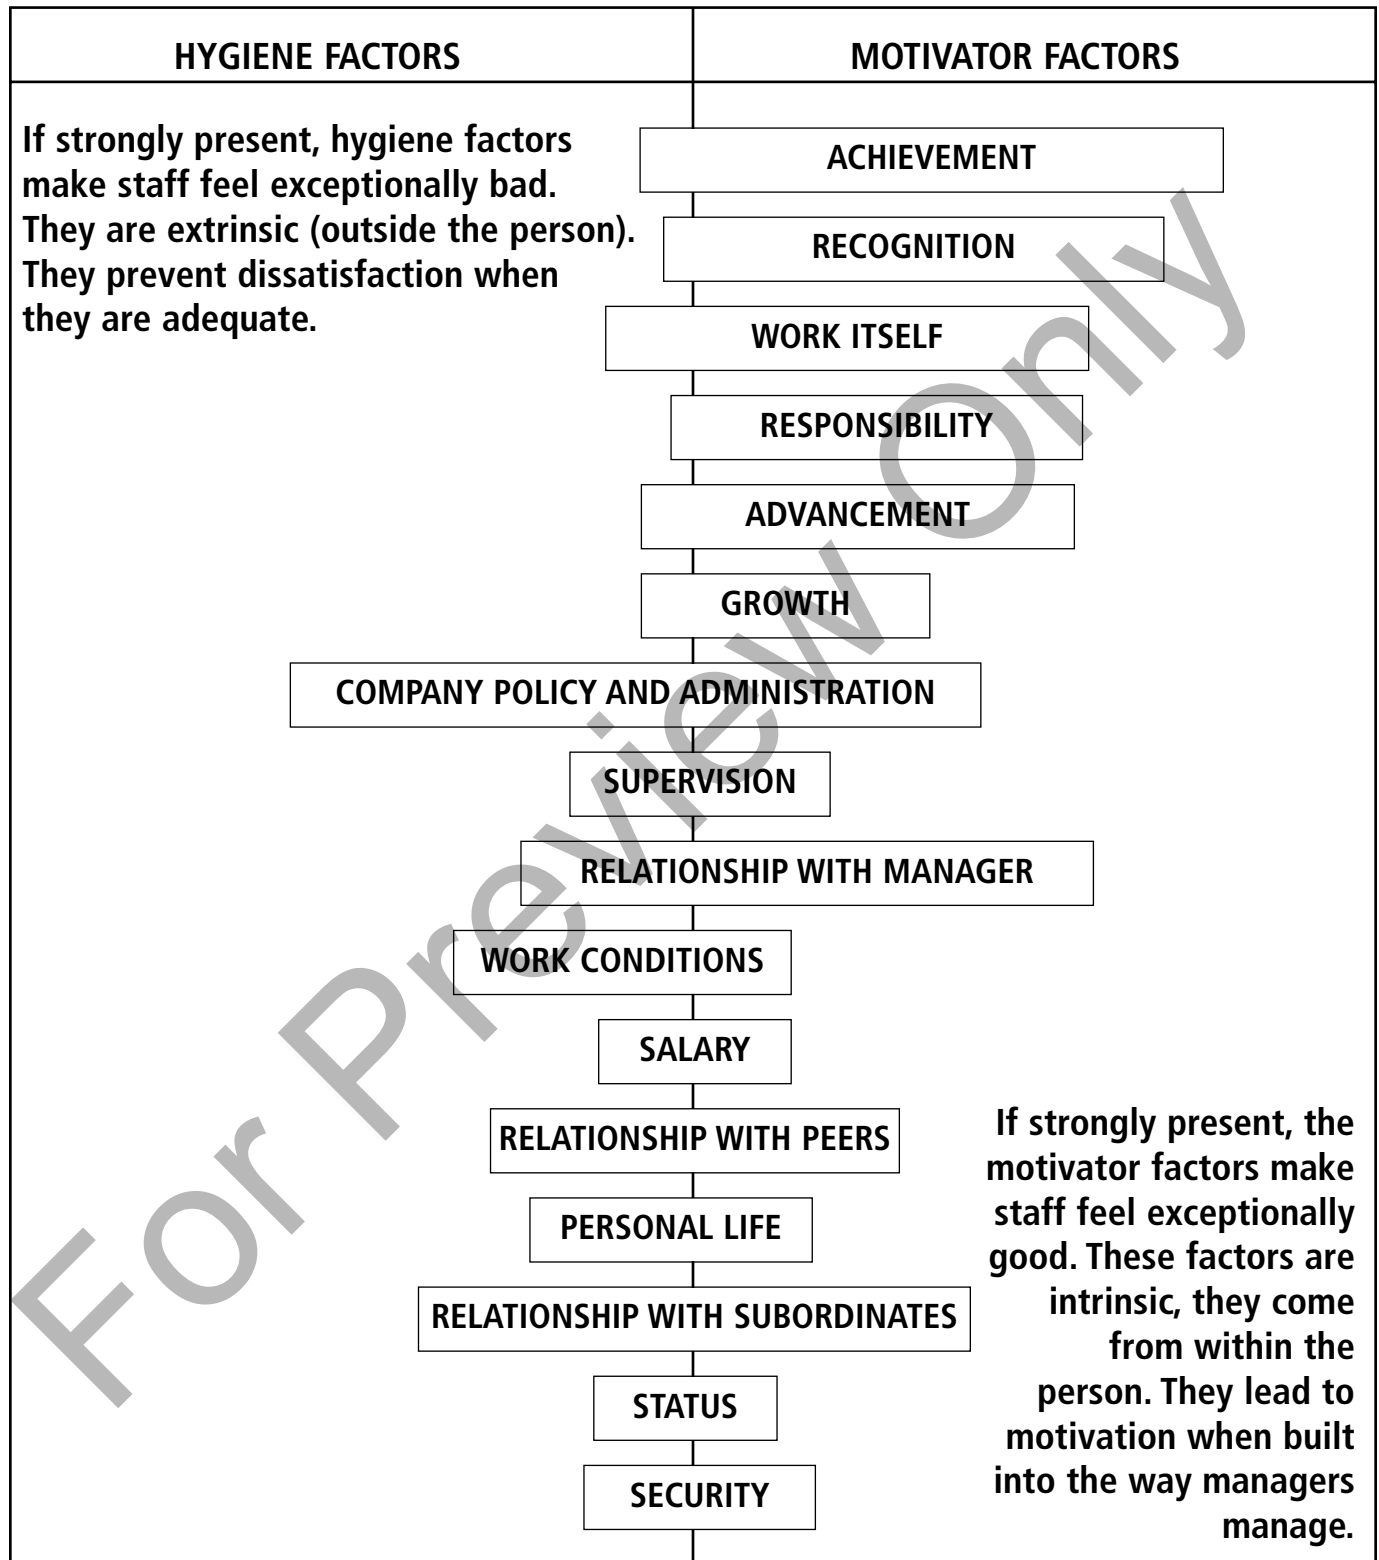 HYGIENE FACTORS
MOTIVATOR FACTORS
If strongly present, hygiene factors
make staff feel exceptionally bad.
They are extrinsic (outside the person).
They prevent dissatisfaction when
they are adequate.
ACHIEVEMENT
RECOGNITION
WORK ITSELF
RESPONSIBILITY
ADVANCEMENT
GROWTH
COMPANY POLICY AND ADMINISTRATION
SUPERVISION
RELATIONSHIP WITH MANAGER
WORK CONDITIONS
SALARY
RELATIONSHIP WITH PEERS
PERSONAL LIFE
RELATIONSHIP WITH SUBORDINATES
STATUS
SECURITY
If strongly present, the
motivator factors make
staff feel exceptionally
good. These factors are
intrinsic, they come
from within the
person. They lead to
motivation when built
into the way managers
manage.
For Preview Only